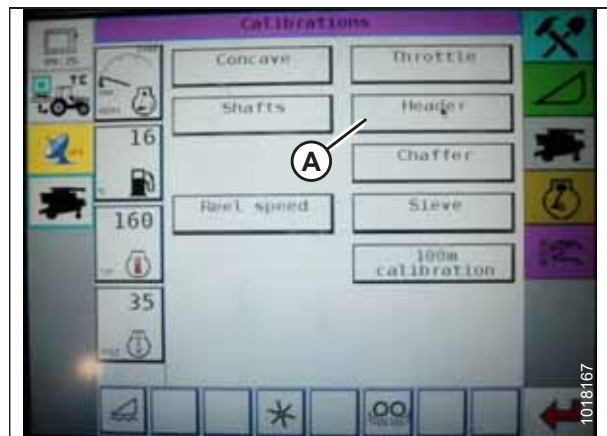 Calibrations
Concave
Throttle
Shafts
Header
A
16
Chaffer
160
Reel speed
Sieve
100m
calibration
35
1018167